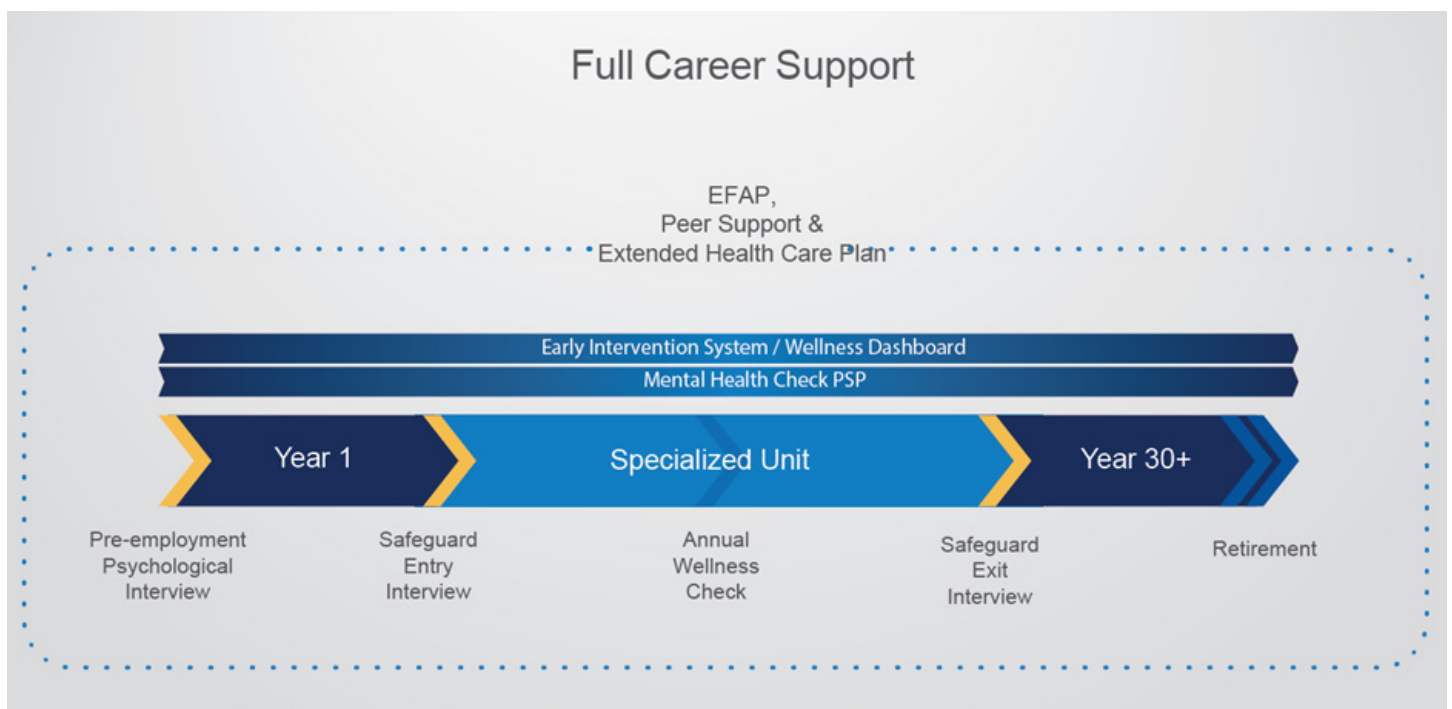 Full Career Support
EFAP,
Peer Support &
Extended Health Care Plan
Early Intervention System / Wellness Dashboard
Mental Health Check PSP
Year 1
Specialized Unit
Year 30+
Pre-employment
Psychological
Interview
Safeguard
Entry
Interview
Annual
Wellness
Check
Safeguard
Exit
Interview
Retirement